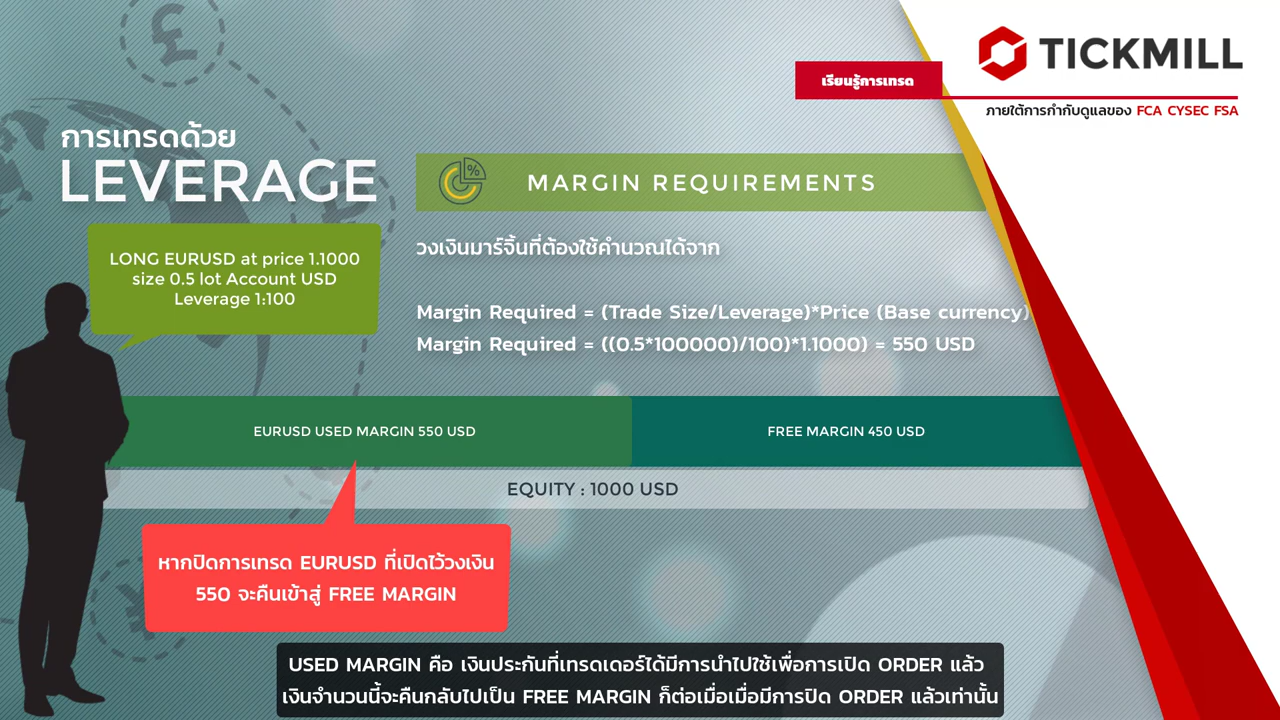 TICKMILL
เรียนรู้การเทรด
ภายใต้การกำกับดูแลของ FCA CYSEC FSA
การเทรดด้วย
LEVERAGE
MARGIN REQUIREMENTS
LONG EURUSD at price 1.1000
size 0.5 lot Account USD
Leverage 1:100
วงเงินมาร์จิ้นที่ต้องใช้คำนวณได้จาก
Margin Required = (Trade Size/Leverage)*Price (Base currency)
Margin Required = ((0.5*100000)/100)*1.1000) = 550 USD
EURUSD USED MARGIN 550 USD
FREE MARGIN 450 USD
EQUITY : 1000 USD
หากปิดการเทรด EURUSD ที่เปิดไว้วงเงิน
550 จะคืนเข้าสู่ FREE MARGIN
USED MARGIN คือ เงินประกันที่เทรดเดอร์ได้มีการนำไปใช้เพื่อการเปิด ORDER แล้ว
เงินจำนวนนี้จะคืนกลับไปเป็น FREE MARGIN ก็ต่อเมื่อเมื่อมีการปิด ORDER แล้วเท่านั้น